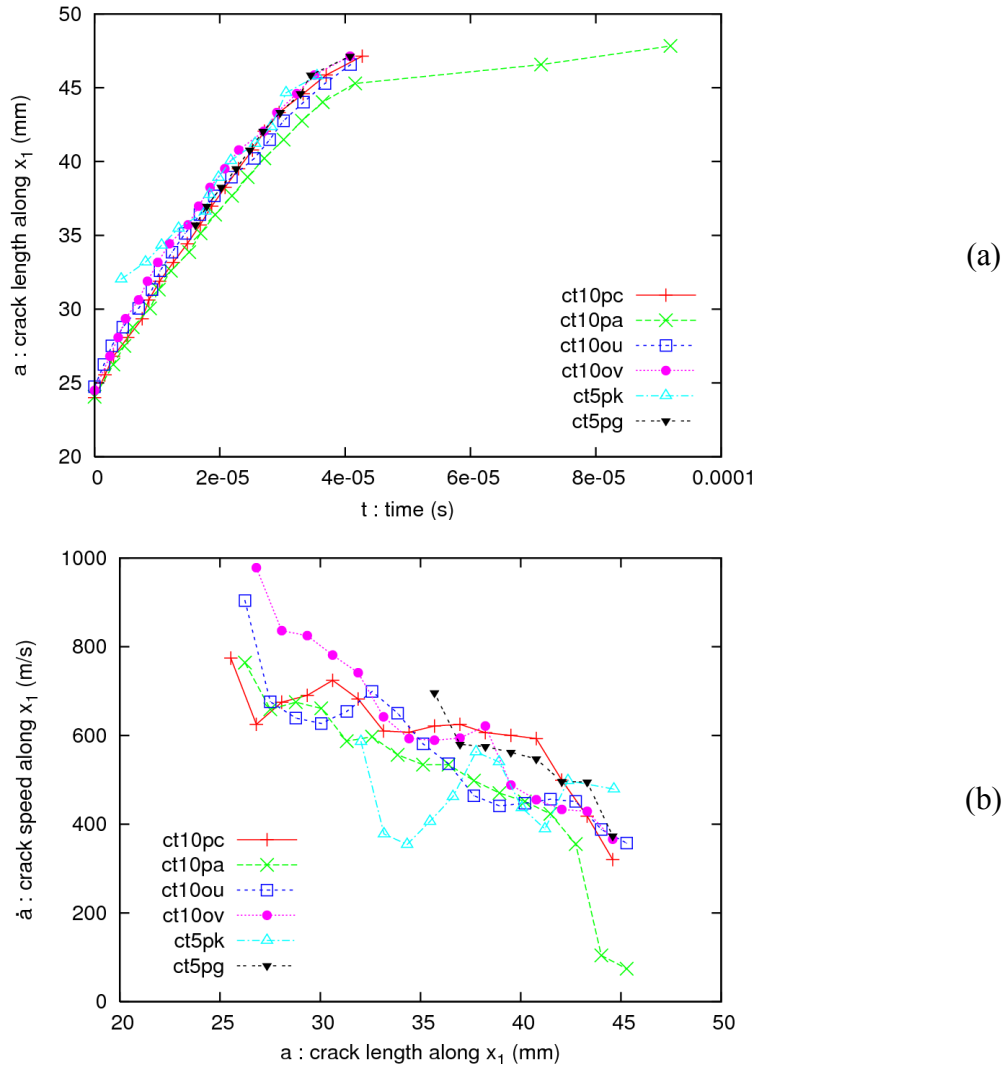 50
45
40
35
30
25
20
a : crack length along x1 (mm)
ct10pc
ct10pa
ct10ou
ct10ov
ct5pk
ct5pg
0
2e-05
4e-05
6e-05
8e-05
0.0001
t : time (s)
(a)
1000
800
600
400
200
0
ȧ : crack speed along x1 (m/s)
ct10pc
ct10pa
ct10ou
ct10ov
ct5pk
ct5pg
20
25
30
35
40
45
50
a : crack length along x1 (mm)
(b)